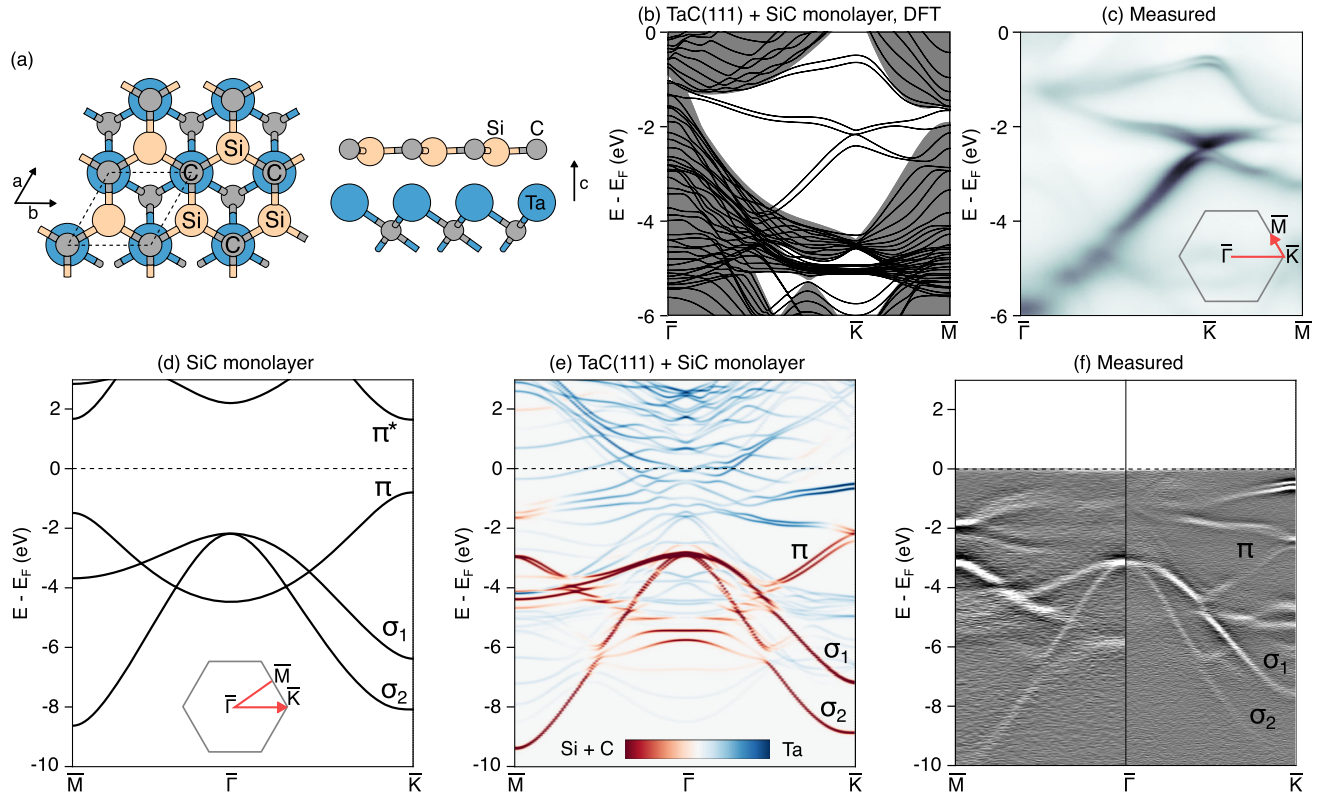 (a)
Si
C
C
Si
Si
C
a
b
Si
C
Ta
c
(b) TaC(111) + SiC monolayer, DFT
E - E_F (eV)
0
-2
-4
-6
Γ̅
K̅
M̅
(c) Measured
0
-2
-4
-6
M̅
Γ̅
K̅
Γ̅
K̅
M̅
(d) SiC monolayer
E - E_F (eV)
2
0
-2
-4
-6
-8
-10
π*
π
σ₁
σ₂
M̅
Γ̅
K̅
M̅
Γ̅
K̅
(e) TaC(111) + SiC monolayer
E - E_F (eV)
2
0
-2
-4
-6
-8
-10
π
σ₁
σ₂
Si + C
Ta
M̅
Γ̅
K̅
(f) Measured
E - E_F (eV)
2
0
-2
-4
-6
-8
-10
π
σ₁
σ₂
M̅
Γ̅
K̅